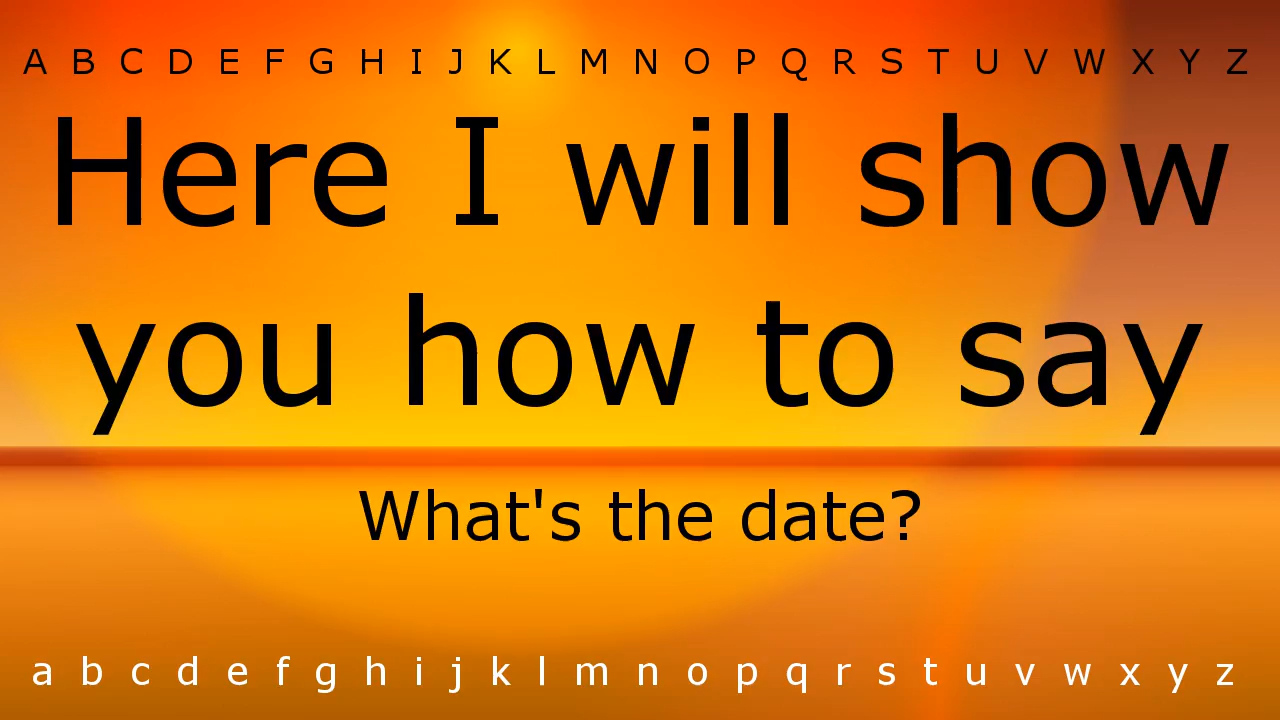 A B C D E F G H I J K L M N O P Q R S T U V W X Y Z
Here I will show
you how to say
What's the date?
a b c d e f g h i j k l m n o p q r s t u v w x y z